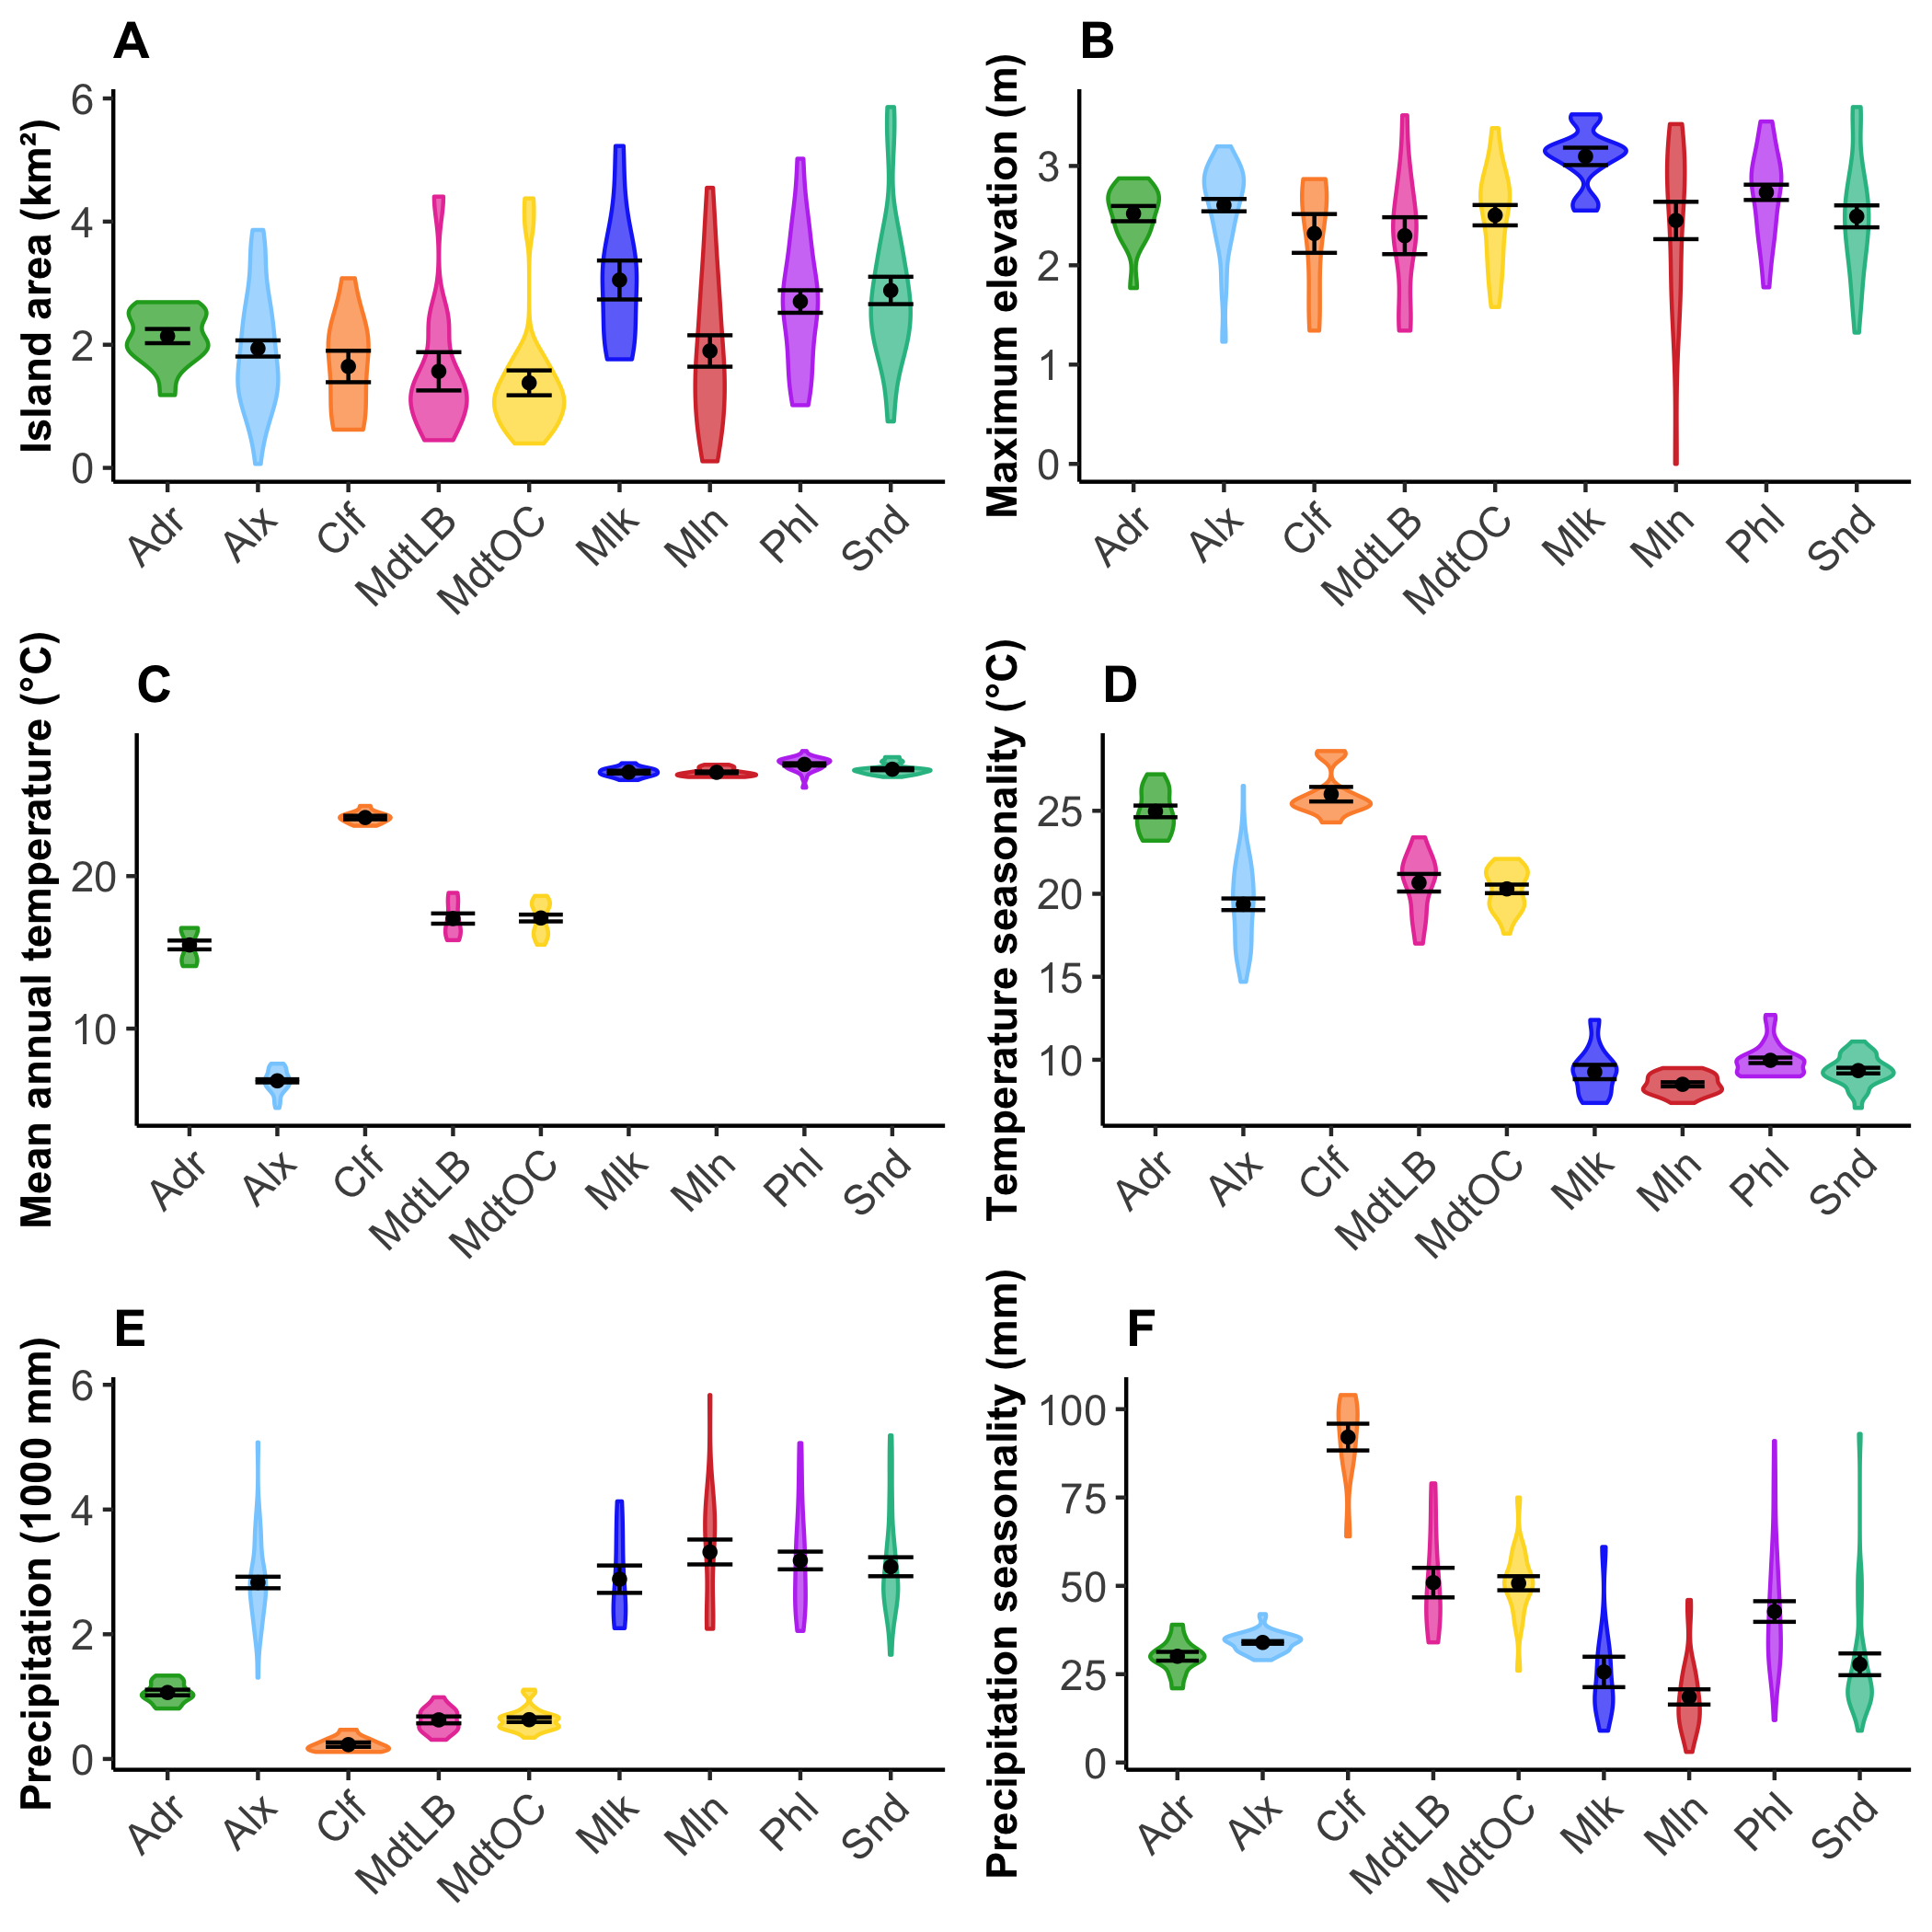 A
Island area (km²)
6
4
2
0
Adr
Alx
Clf
MdtLB
MdtOC
Mlk
Mln
Phl
Snd
B
Maximum elevation (m)
3
2
1
0
Adr
Alx
Clf
MdtLB
MdtOC
Mlk
Mln
Phl
Snd
C
Mean annual temperature (°C)
20
10
Adr
Alx
Clf
MdtLB
MdtOC
Mlk
Mln
Phl
Snd
D
Temperature seasonality (°C)
25
20
15
10
Adr
Alx
Clf
MdtLB
MdtOC
Mlk
Mln
Phl
Snd
E
Precipitation (1000 mm)
6
4
2
0
Adr
Alx
Clf
MdtLB
MdtOC
Mlk
Mln
Phl
Snd
F
Precipitation seasonality (mm)
100
75
50
25
0
Adr
Alx
Clf
MdtLB
MdtOC
Mlk
Mln
Phl
Snd